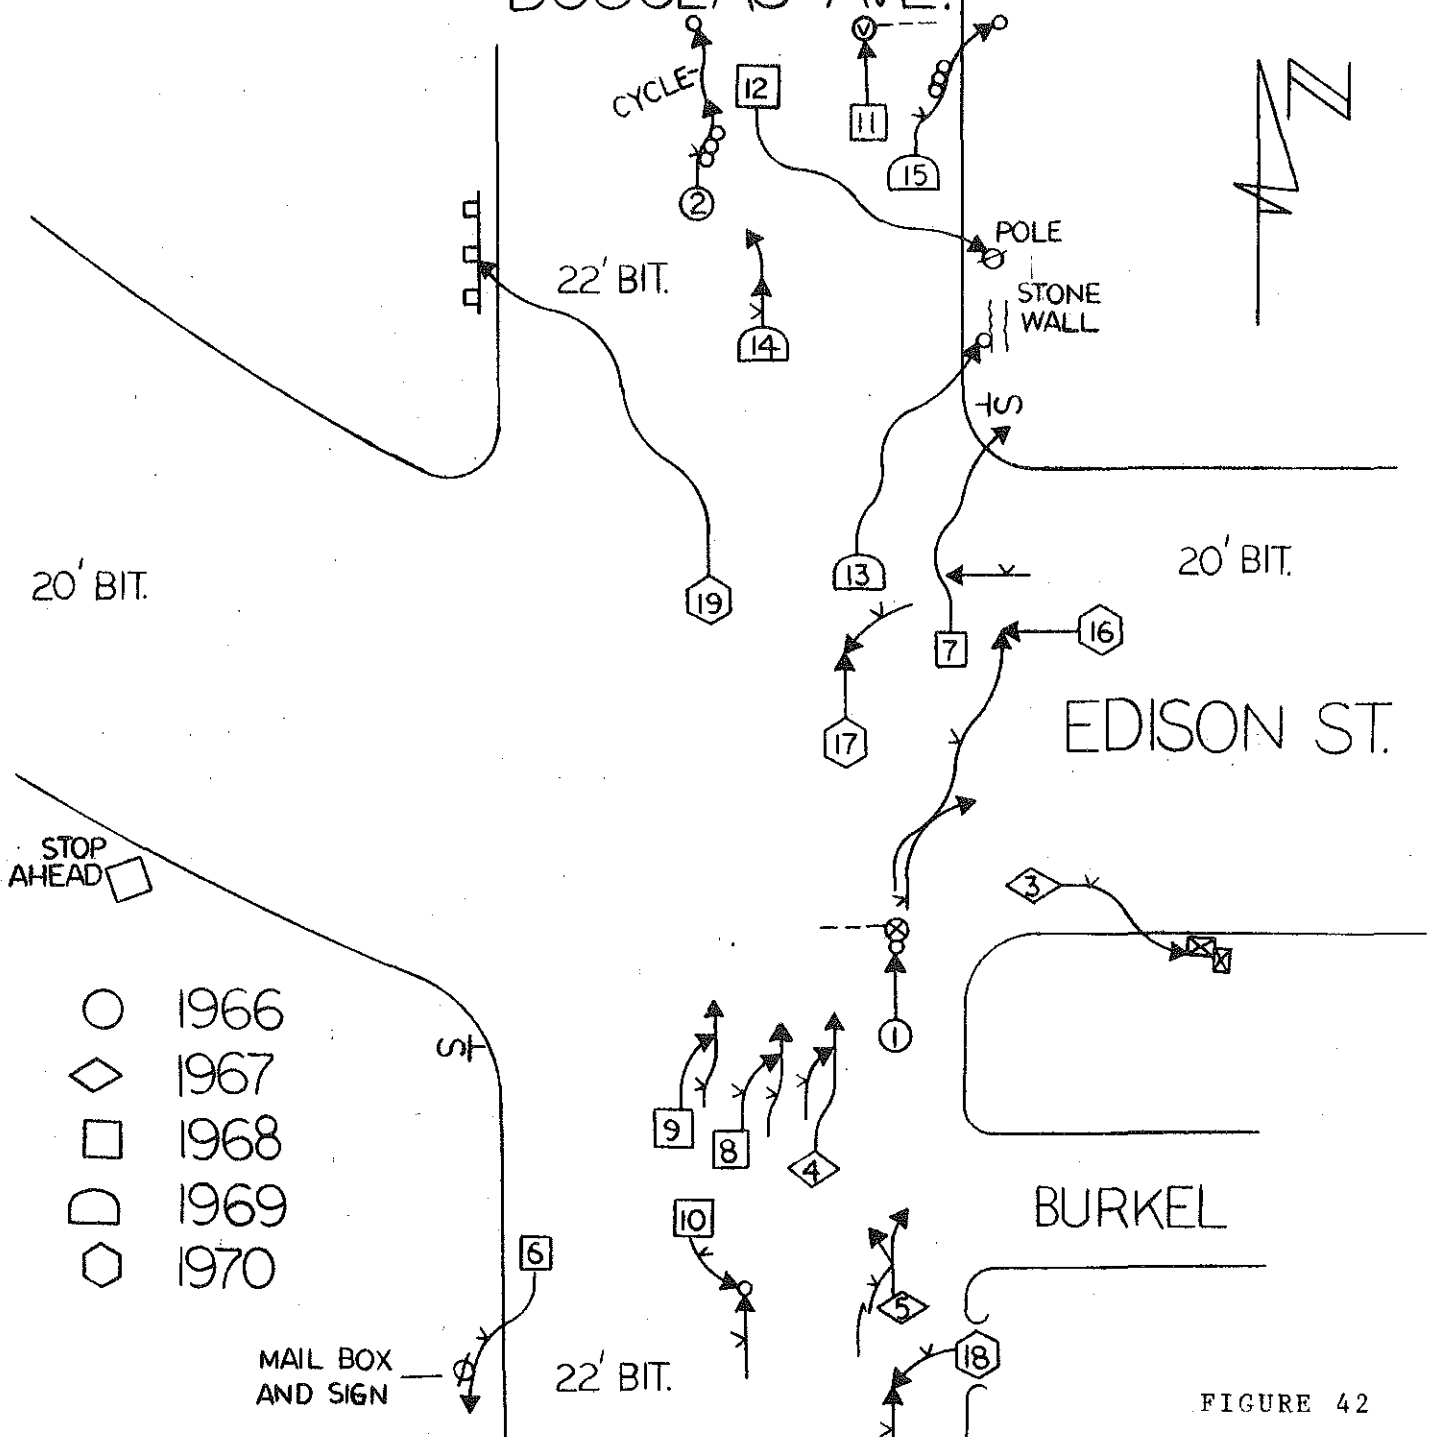 DOUGLAS AVE.
CYCLE
12
V
11
15
2
N
POLE
22' BIT.
STONE
WALL
14
S
20' BIT.
19
13
20' BIT.
7
16
17
EDISON ST.
STOP
AHEAD
3
1966
1
1967
S
1968
9
8
4
1969
BURKEL
10
1970
6
5
18
MAIL BOX
AND SIGN
22' BIT.
FIGURE 42